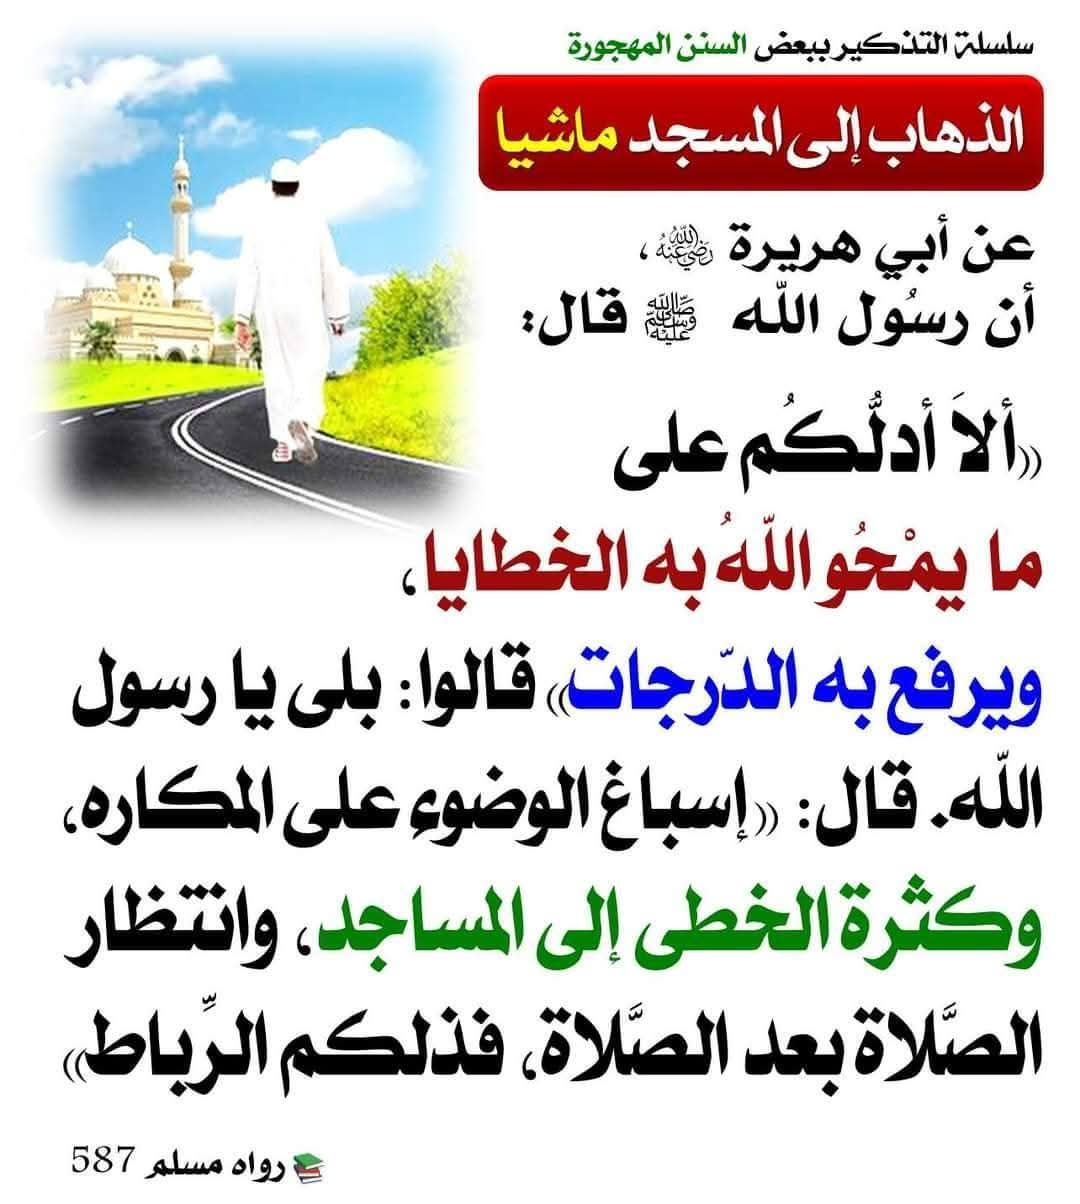 سلسلة التذكير ببعض السنن المهجورة
الذهاب إلى المسجد ماشيا
عن أبي هريرة رضي الله عنه،
أن رسُول الله ﷺ قال:
«ألاَ أدلُّكُم على
ما يمْحُو اللهُ به الخطايا،
ويرفع به الدّرجات» قالوا: بلى يا رسول
الله. قال: «إسباغ الوضوء على المكاره،
وكثرة الخطى إلى المساجد، وانتظار
الصَّلاة بعد الصَّلاة، فذلكم الرِّباط»
رواه مسلم 587